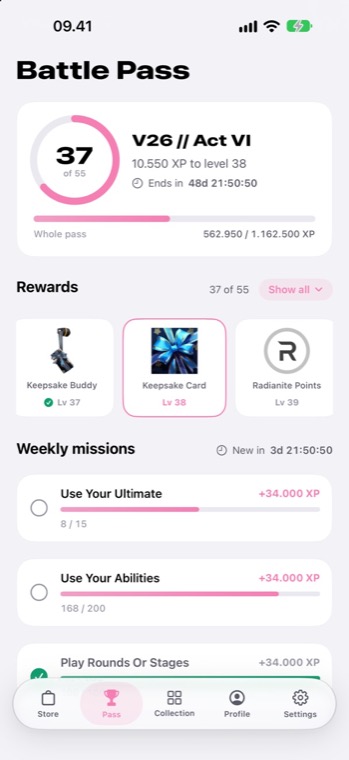 09.41
Battle Pass
37
of 55
V26 // Act VI
10.550 XP to level 38
Ends in 48d 21:50:50
Whole pass
562.950 / 1.162.500 XP
Rewards
37 of 55
Show all
Keepsake Buddy
Lv 37
Keepsake Card
Lv 38
R
Radianite Points
Lv 39
Weekly missions
New in 3d 21:50:50
Use Your Ultimate
+34.000 XP
8 / 15
Use Your Abilities
+34.000 XP
168 / 200
Play Rounds Or Stages
+34.000 XP
Store
Pass
Collection
Profile
Settings